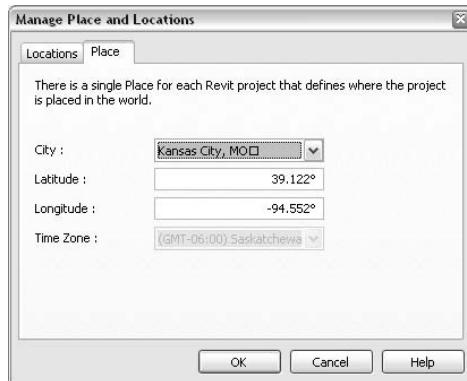 Manage Place and Locations
Locations Place
There is a single Place for each Revit project that defines where the project
is placed in the world.
City : Kansas City, MO□
Latitude : 39.122°
Longitude : -94.552°
Time Zone : (GMT-06:00) Saskatchewa
OK Cancel Help